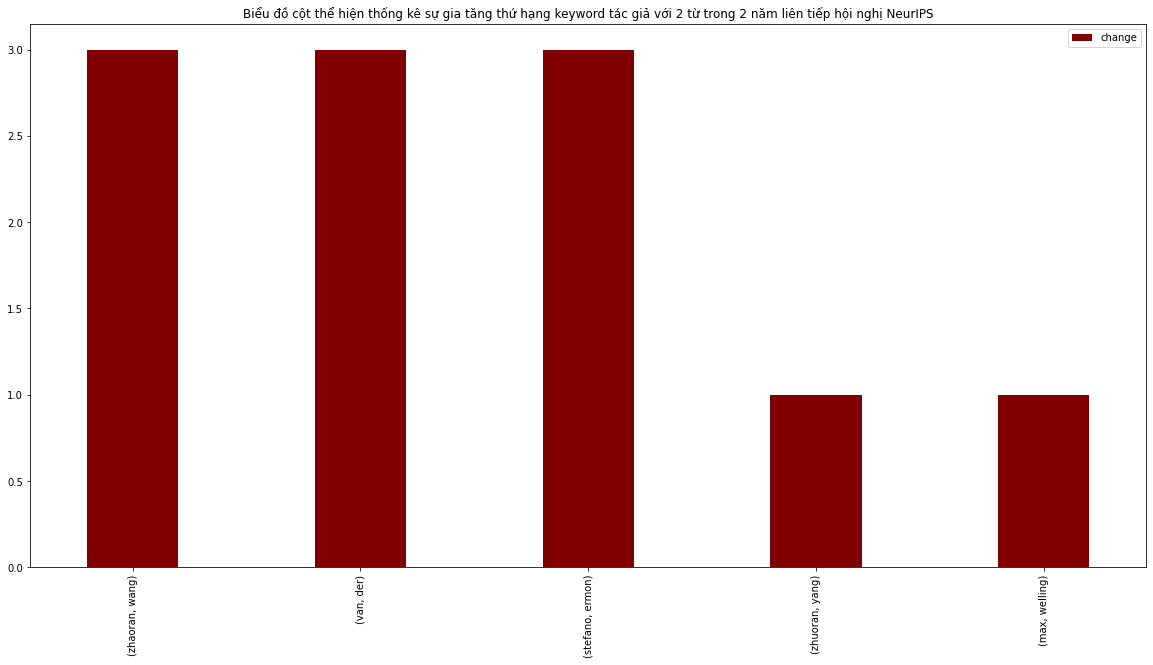 Biểu đồ cột thể hiện thống kê sự gia tăng thứ hạng keyword tác giả với 2 từ trong 2 năm liên tiếp hội nghị NeurIPS
change
3.0
2.5
2.0
1.5
1.0
0.5
0.0
(zhaoran, wang)
(van, der)
(stefano, ermon)
(zhuoran, yang)
(max, welling)